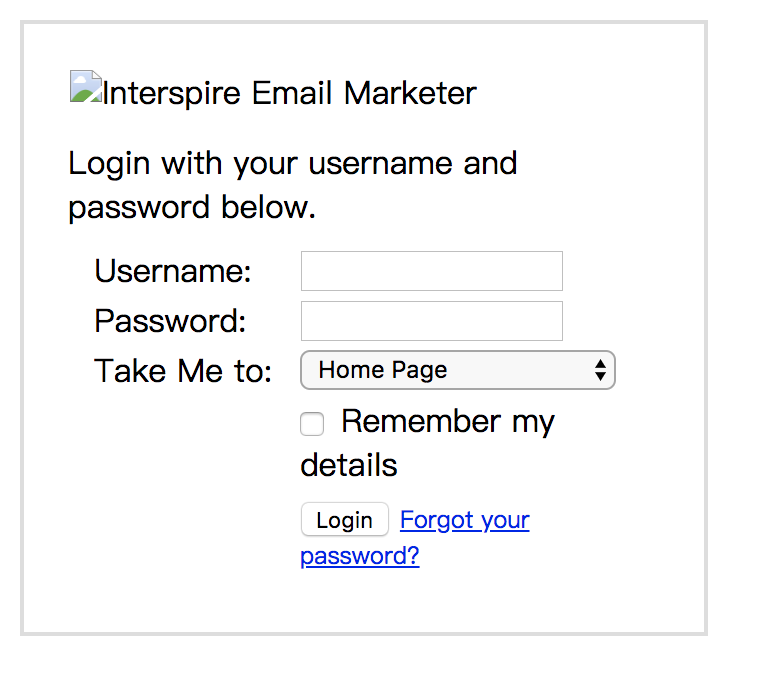 Interspire Email Marketer
Login with your username and
password below.
Username:
Password:
Take Me to: Home Page
Remember my
details
Login Forgot your
password?